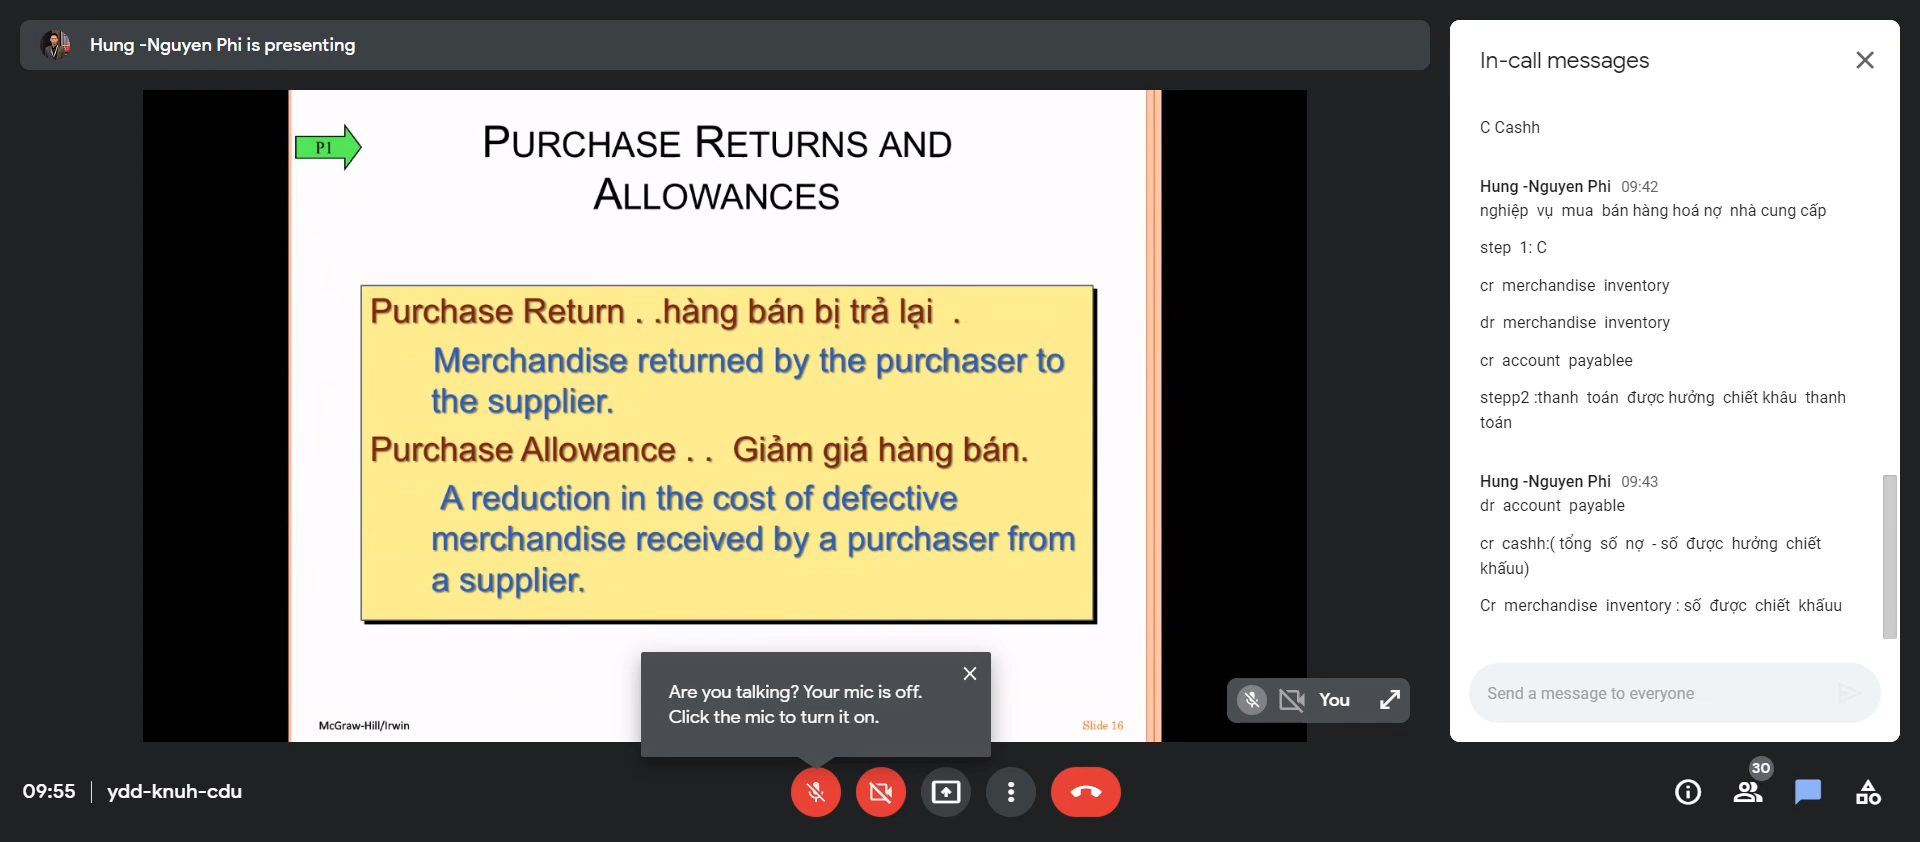 Hung -Nguyen Phi is presenting
P1
PURCHASE RETURNS AND
ALLOWANCES
Purchase Return . .hàng bán bị trả lại .
Merchandise returned by the purchaser to
the supplier.
Purchase Allowance . . Giảm giá hàng bán.
A reduction in the cost of defective
merchandise received by a purchaser from
a supplier.
McGraw-Hill/Irwin
Slide 16
Are you talking? Your mic is off.
Click the mic to turn it on.
You
09:55
ydd-knuh-cdu
In-call messages
C Cashh
Hung -Nguyen Phi 09:42
nghiệp vụ mua bán hàng hoá nợ nhà cung cấp
step 1: C
cr merchandise inventory
dr merchandise inventory
cr account payablee
stepp2 :thanh toán được hưởng chiết khâu thanh
toán
Hung -Nguyen Phi 09:43
dr account payable
cr cashh:( tổng số nợ - số được hưởng chiết
khấuu)
Cr merchandise inventory : số được chiết khấuu
Send a message to everyone
30